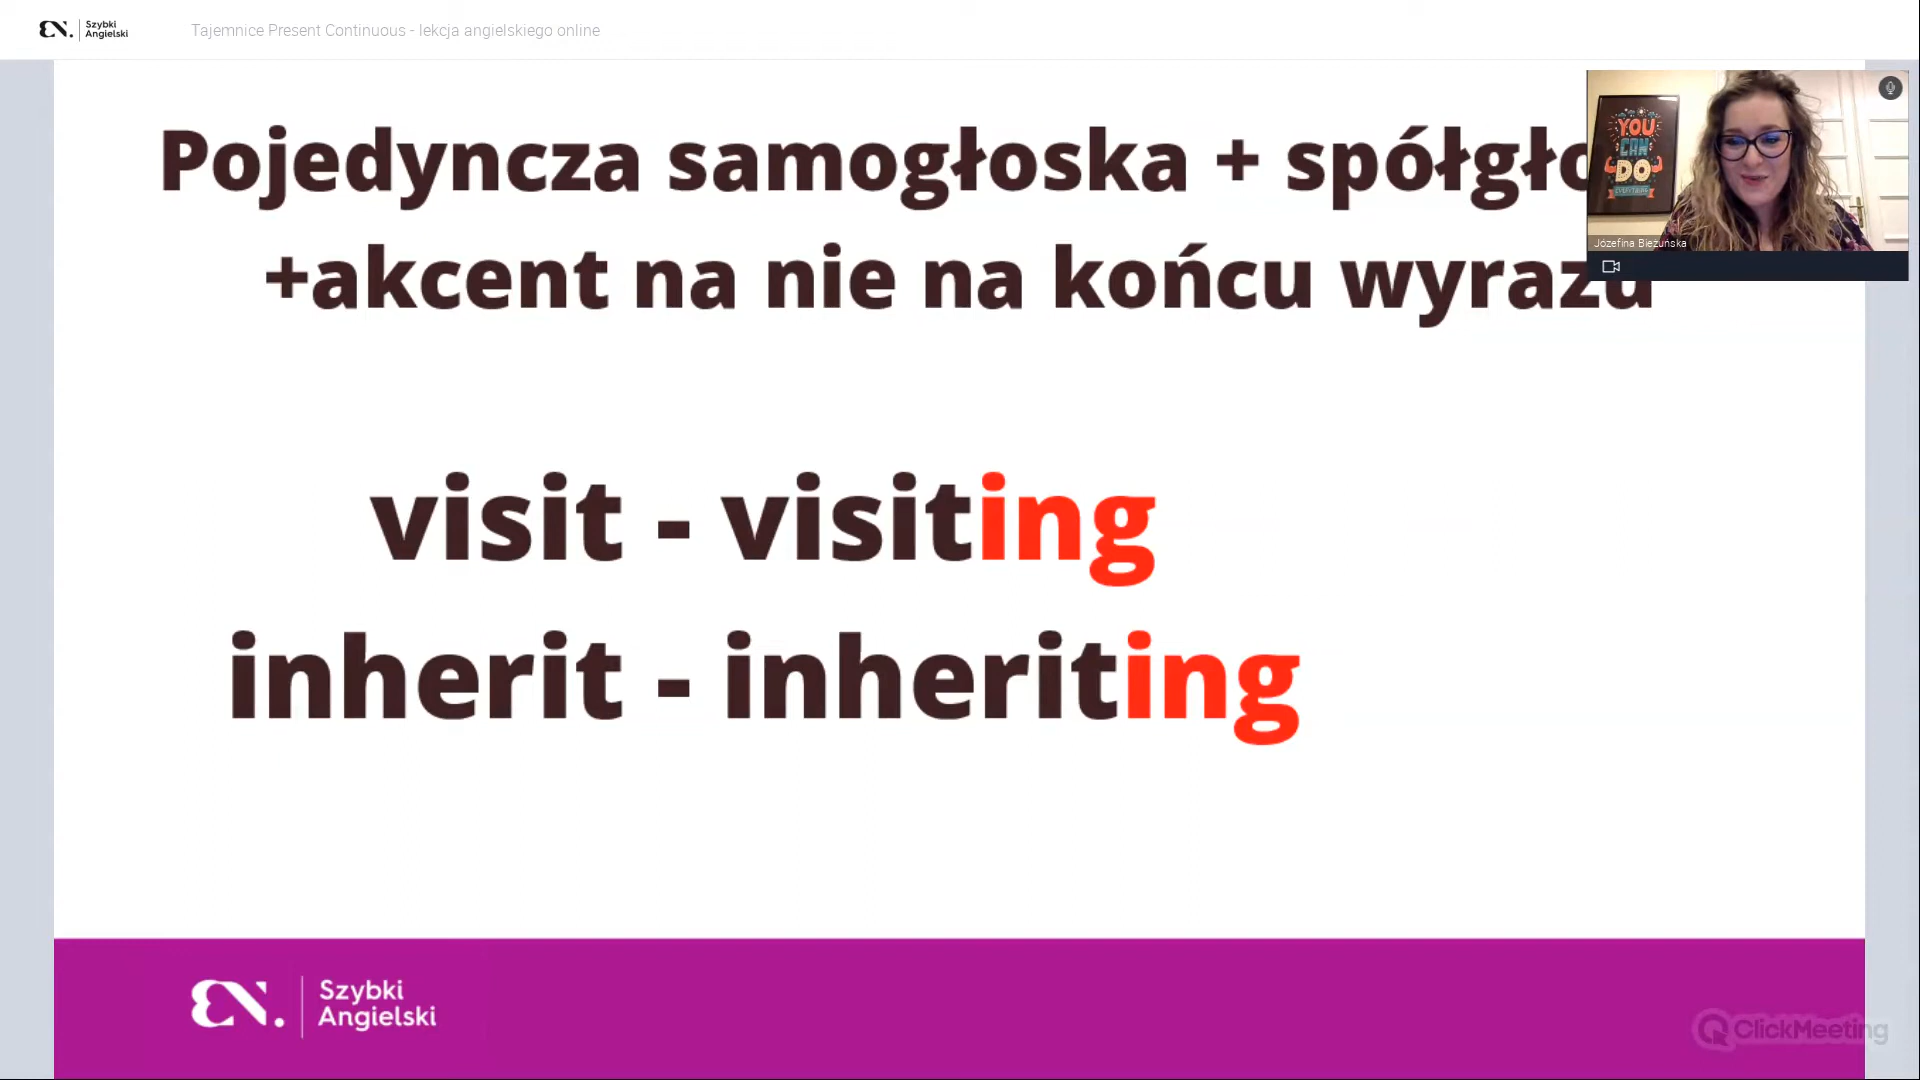 Szybki
Angielski
Tajemnice Present Continuous - lekcja angielskiego online
Pojedyncza samogłoska + spółgło
+akcent na nie na końcu wyrazu
YOU
CAN
DO
EVERYTHING
Józefina Bieżuńska
visit - visiting
inherit - inheriting
Szybki
Angielski
ClickMeeting